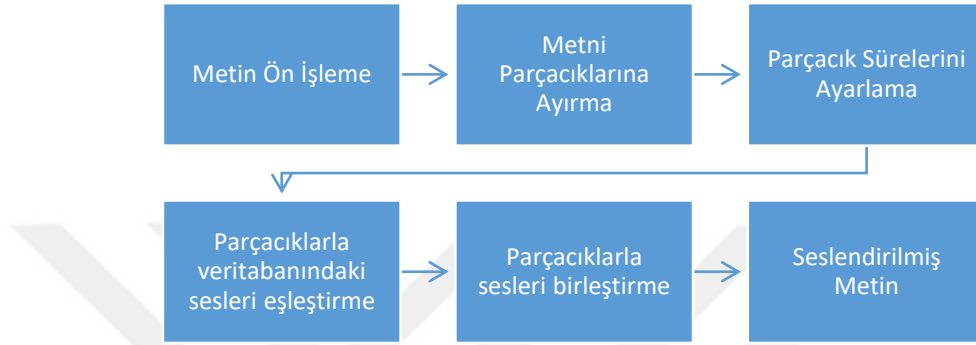 Metin Ön İşleme
Metni
Parçacıklarına
Ayırma
Parçacık Sürelerini
Ayarlama
Parçacıklarla
veritabanındaki
sesleri eşleştirme
Parçacıklarla
sesleri birleştirme
Seslendirilmiş
Metin